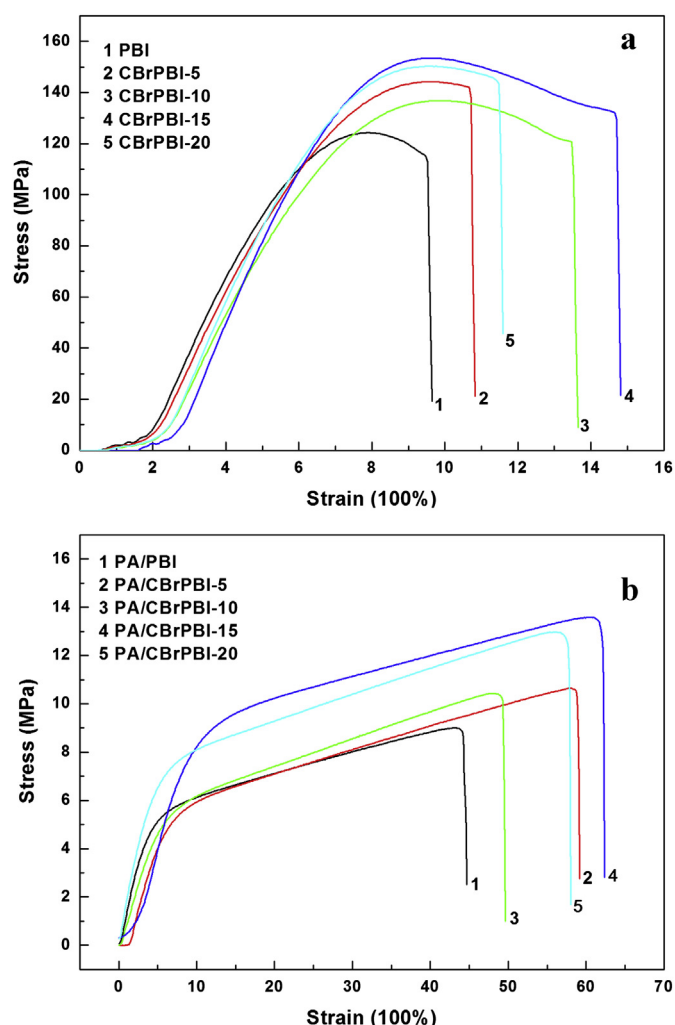 a
1 PBI
2 CBrPBI-5
3 CBrPBI-10
4 CBrPBI-15
5 CBrPBI-20
160
140
120
100
80
60
40
20
0
Stress (MPa)
1
2
5
3
4
0 2 4 6 8 10 12 14 16
Strain (100%)
b
1 PA/PBI
2 PA/CBrPBI-5
3 PA/CBrPBI-10
4 PA/CBrPBI-15
5 PA/CBrPBI-20
16
14
12
10
8
6
4
2
0
Stress (MPa)
1
3
5
2
4
0 10 20 30 40 50 60 70
Strain (100%)